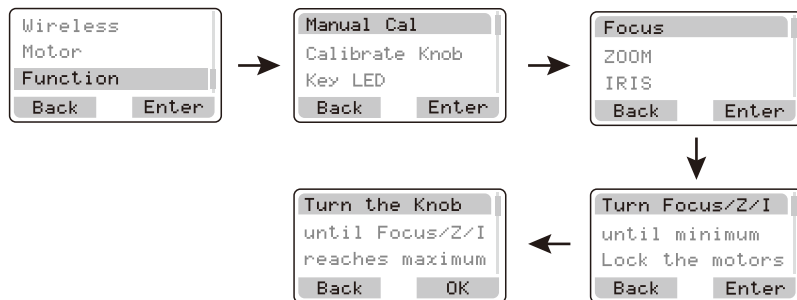 Wireless
Motor
Function
Back Enter
Manual Cal
Calibrate Knob
Key LED
Back Enter
Focus
ZOOM
IRIS
Back Enter
Turn Focus/Z/I
until minimum
Lock the motors
Back Enter
Turn the Knob
until Focus/Z/I
reaches maximum
Back OK